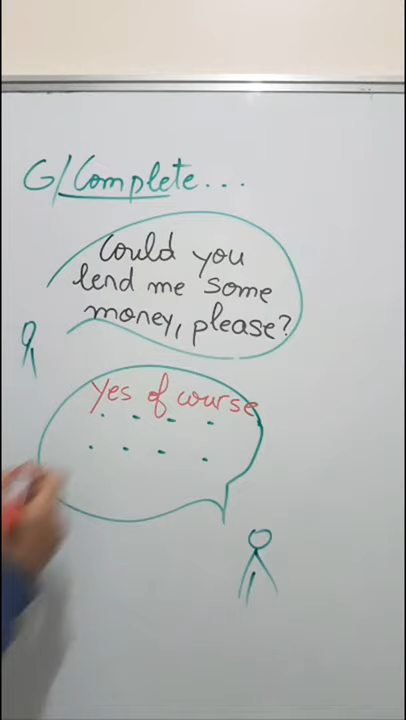 G/Complete...
Could you
lend me some
money, please?
Yes of course